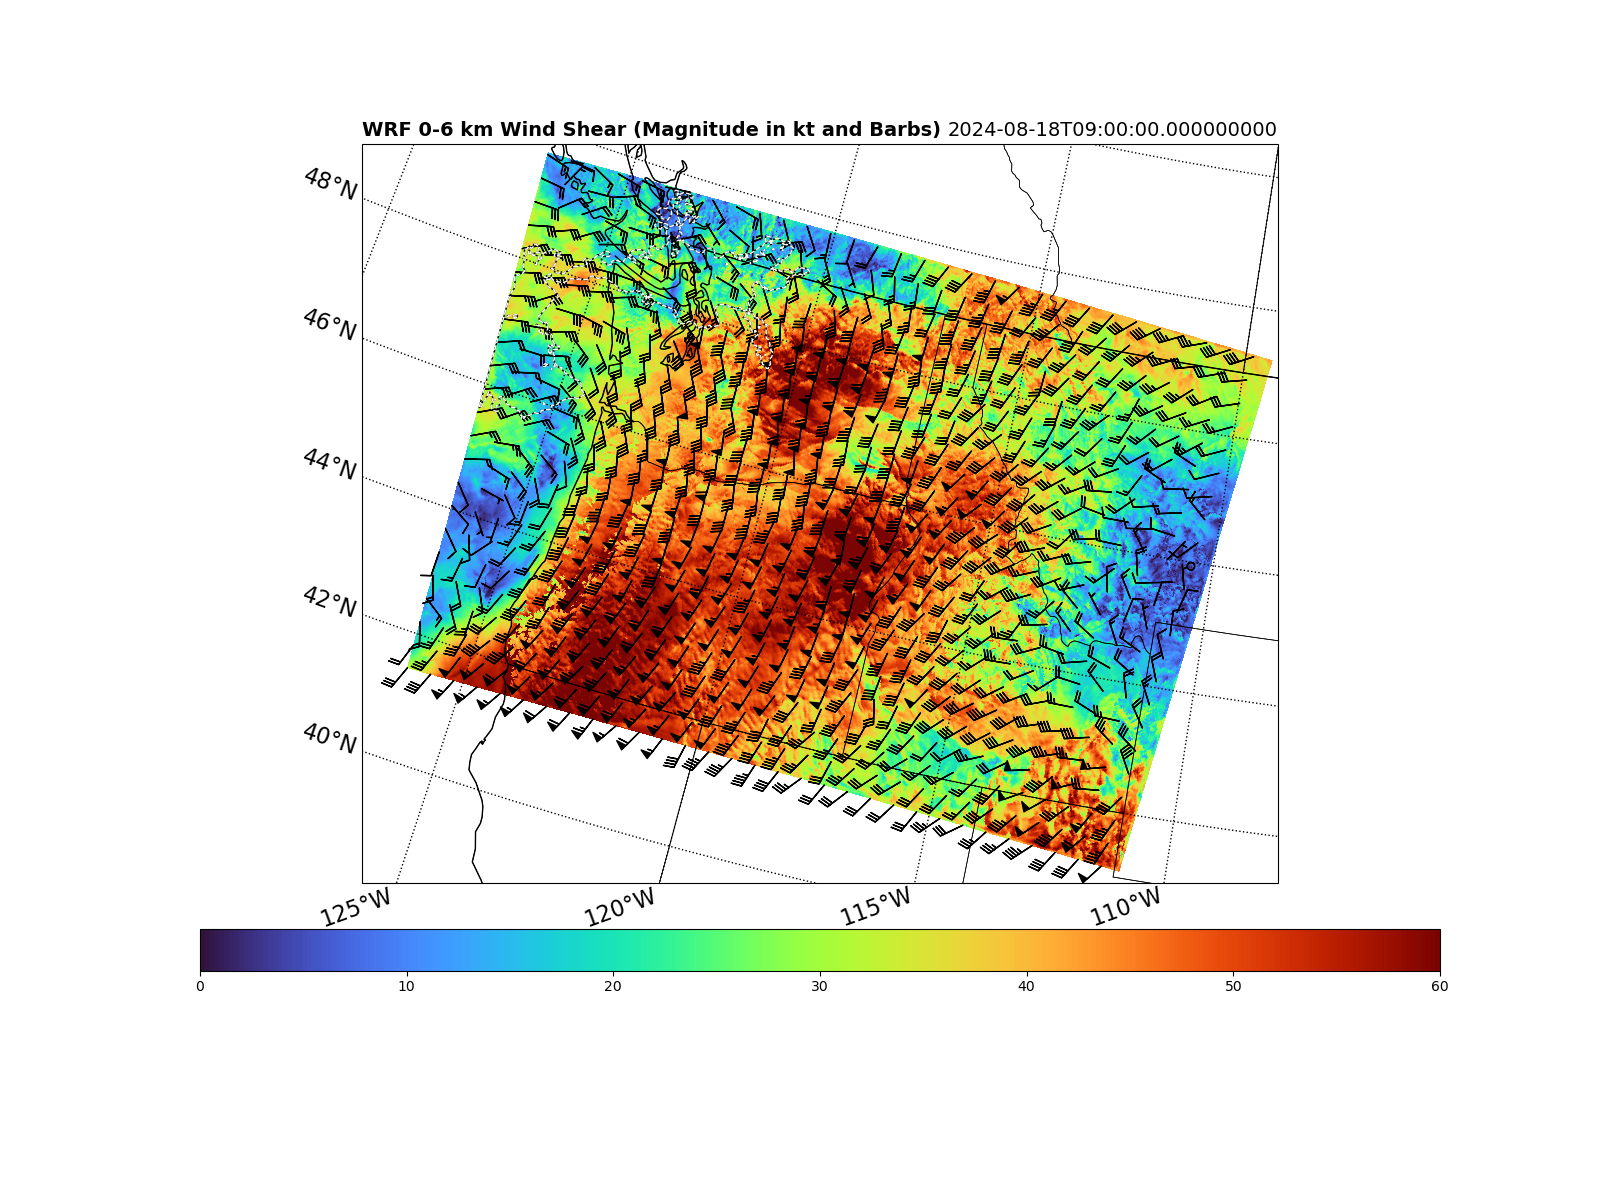 WRF 0-6 km Wind Shear (Magnitude in kt and Barbs) 2024-08-18T09:00:00.000000000
48°N
46°N
44°N
42°N
40°N
125°W 120°W 115°W 110°W
0 10 20 30 40 50 60